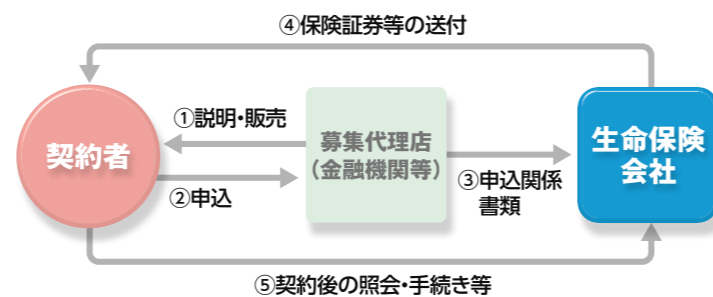 ④保険証券等の送付
①説明・販売
契約者
募集代理店
（金融機関等）
生命保険
会社
②申込
③申込関係
書類
⑤契約後の照会・手続き等